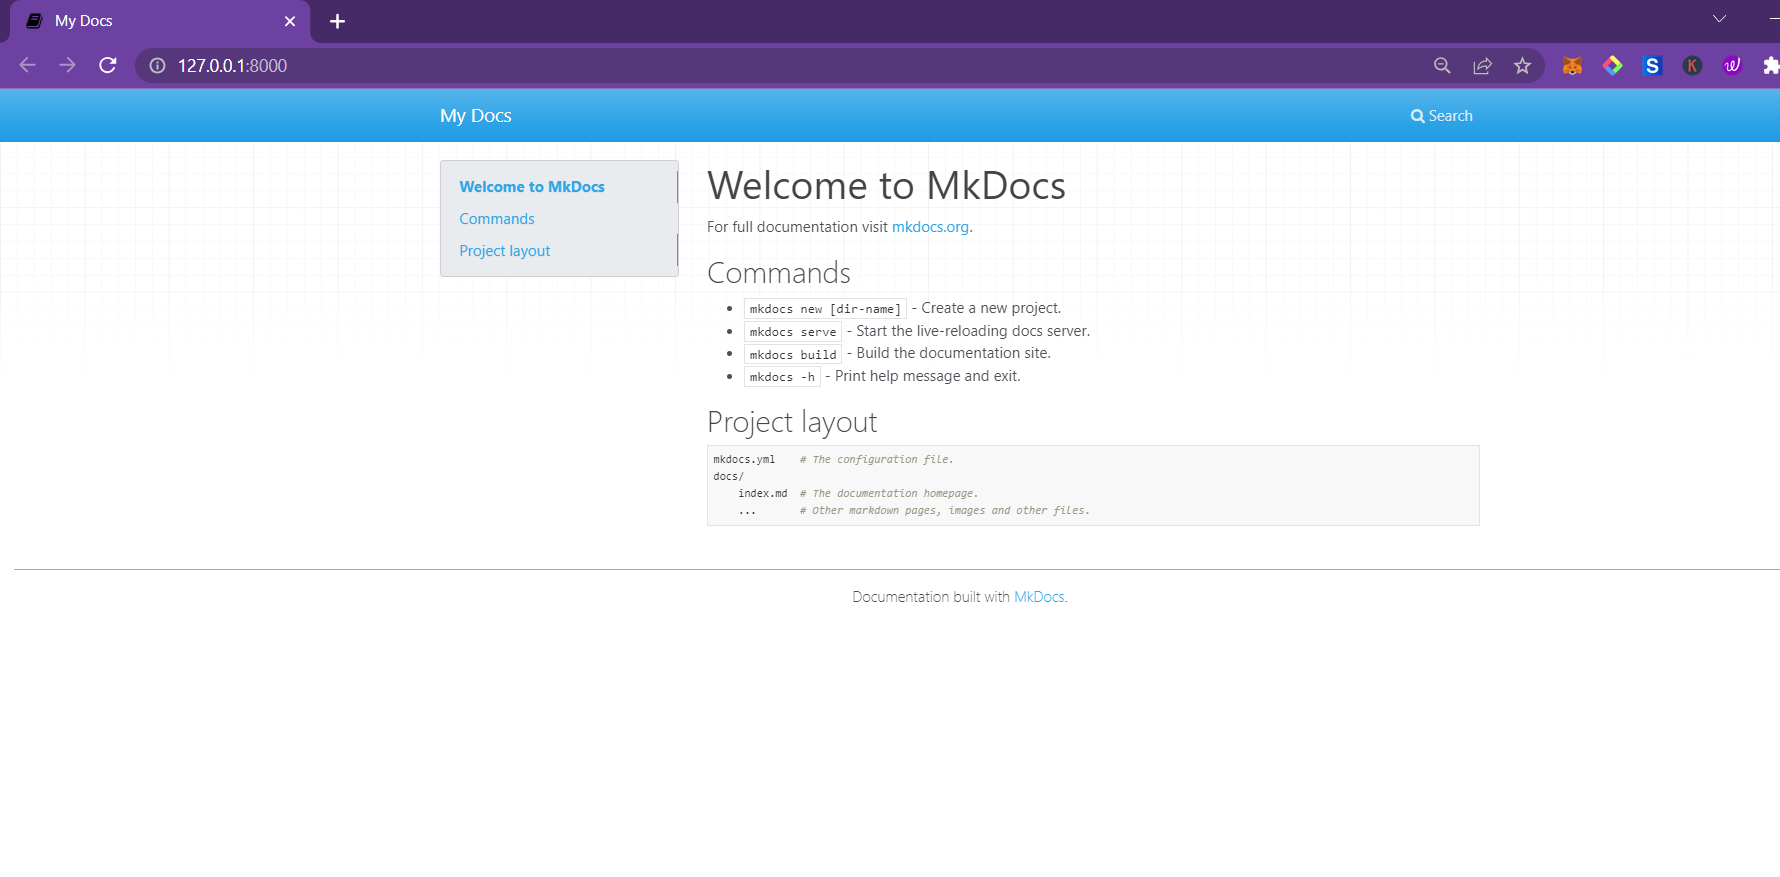 My Docs
127.0.0.1:8000
S
K
My Docs
Search
Welcome to MkDocs
Commands
Project layout
Welcome to MkDocs
For full documentation visit mkdocs.org.
Commands
mkdocs new [dir-name] - Create a new project.
mkdocs serve - Start the live-reloading docs server.
mkdocs build - Build the documentation site.
mkdocs -h - Print help message and exit.
Project layout
mkdocs.yml    # The configuration file.
docs/
    index.md  # The documentation homepage.
    ...       # Other markdown pages, images and other files.
Documentation built with MkDocs.